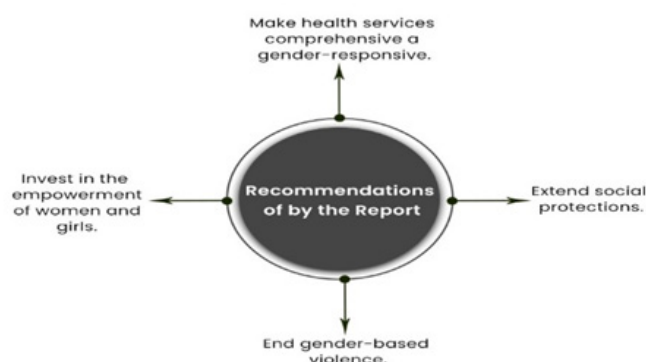 Make health services
comprehensive a
gender-responsive.
Invest in the
empowerment
of women and
girls.
Recommendations
of by the Report
Extend social
protections.
End gender-based
violence.